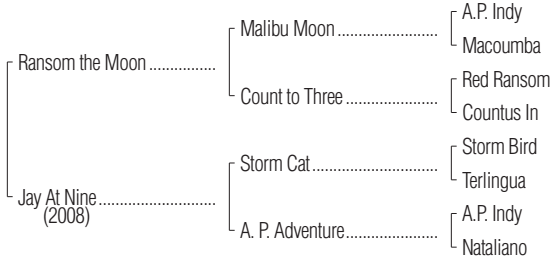 A.P. Indy
Malibu Moon ....................
Macoumba
Ransom the Moon ................
Red Ransom
Count to Three ..................
Countus In
Storm Bird
Storm Cat .........................
Terlingua
Jay At Nine ............................
(2008)
A.P. Indy
A. P. Adventure ...................
Nataliano